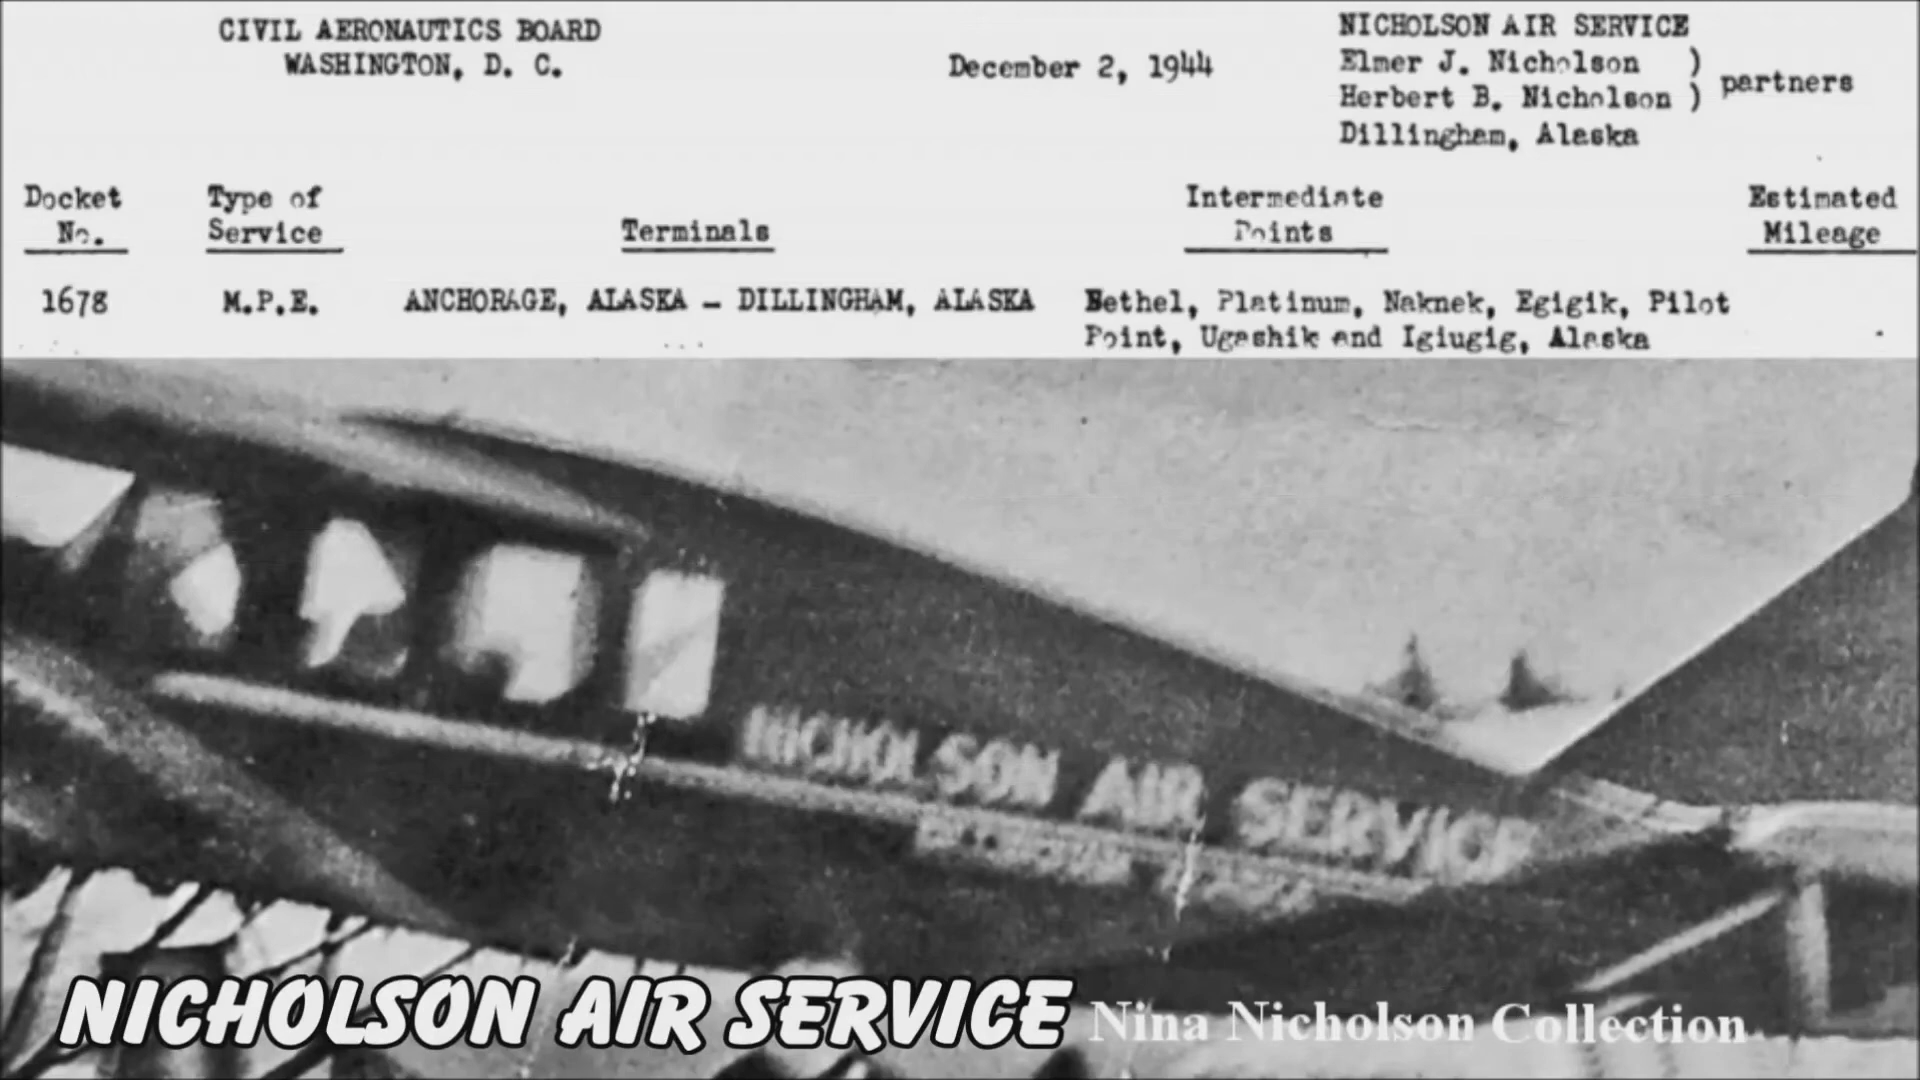 CIVIL AERONAUTICS BOARD
WASHINGTON, D. C.
December 2, 1944
NICHOLSON AIR SERVICE
Elmer J. Nicholson )
Herbert B. Nicholson ) partners
Dillingham, Alaska
Docket No.
Type of Service
Terminals
Intermediate Points
Estimated Mileage
1678 M.P.E. ANCHORAGE, ALASKA - DILLINGHAM, ALASKA Bethel, Platinum, Naknek, Egigik, Pilot
Point, Ugashik and Igiugig, Alaska
NICHOLSON AIR SERVICE
NICHOLSON AIR SERVICE
Nina Nicholson Collection